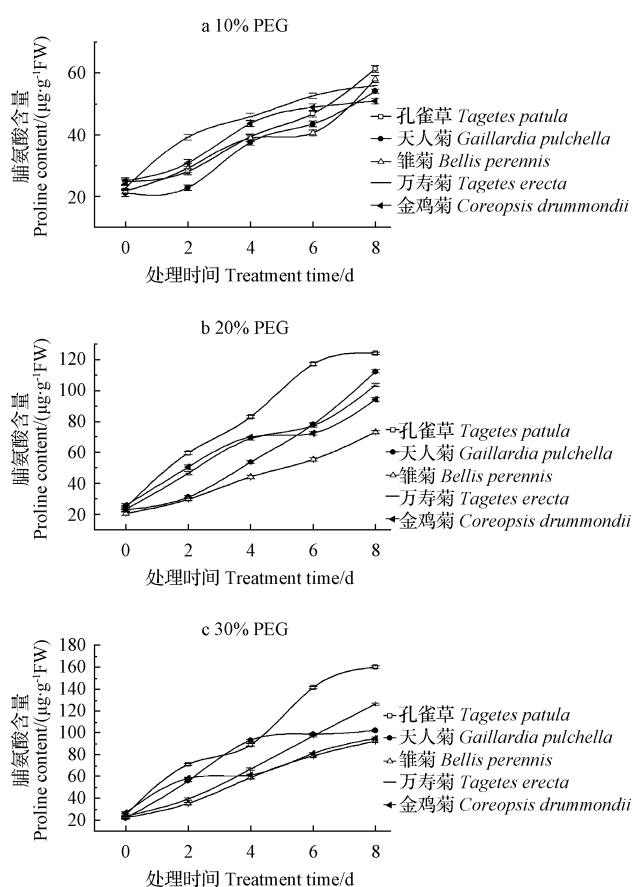 a 10% PEG
脯氨酸含量
Proline content/(μg·g⁻¹FW)
60
40
20
0 2 4 6 8
处理时间 Treatment time/d
孔雀草 Tagetes patula
天人菊 Gaillardia pulchella
雏菊 Bellis perennis
万寿菊 Tagetes erecta
金鸡菊 Coreopsis drummondii
b 20% PEG
脯氨酸含量
Proline content/(μg·g⁻¹FW)
120
100
80
60
40
20
0 2 4 6 8
处理时间 Treatment time/d
孔雀草 Tagetes patula
天人菊 Gaillardia pulchella
雏菊 Bellis perennis
万寿菊 Tagetes erecta
金鸡菊 Coreopsis drummondii
c 30% PEG
脯氨酸含量
Proline content/(μg·g⁻¹FW)
180
160
140
120
100
80
60
40
20
0 2 4 6 8
处理时间 Treatment time/d
孔雀草 Tagetes patula
天人菊 Gaillardia pulchella
雏菊 Bellis perennis
万寿菊 Tagetes erecta
金鸡菊 Coreopsis drummondii